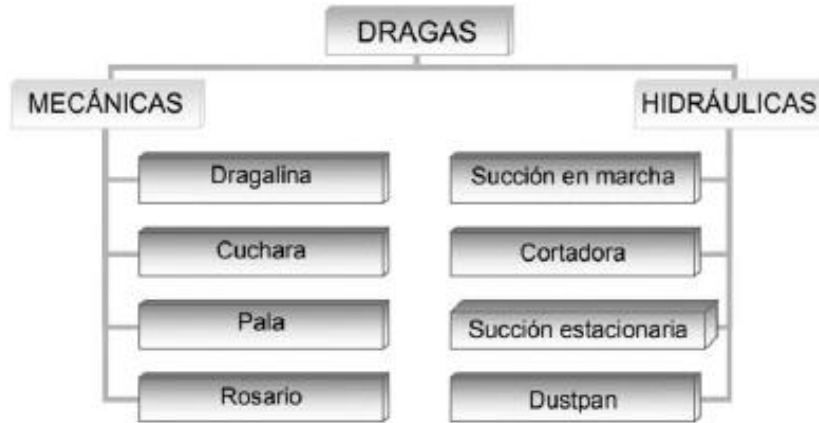 DRAGAS
MECÁNICAS
HIDRÁULICAS
Dragalina
Succión en marcha
Cuchara
Cortadora
Pala
Succión estacionaria
Rosario
Dustpan